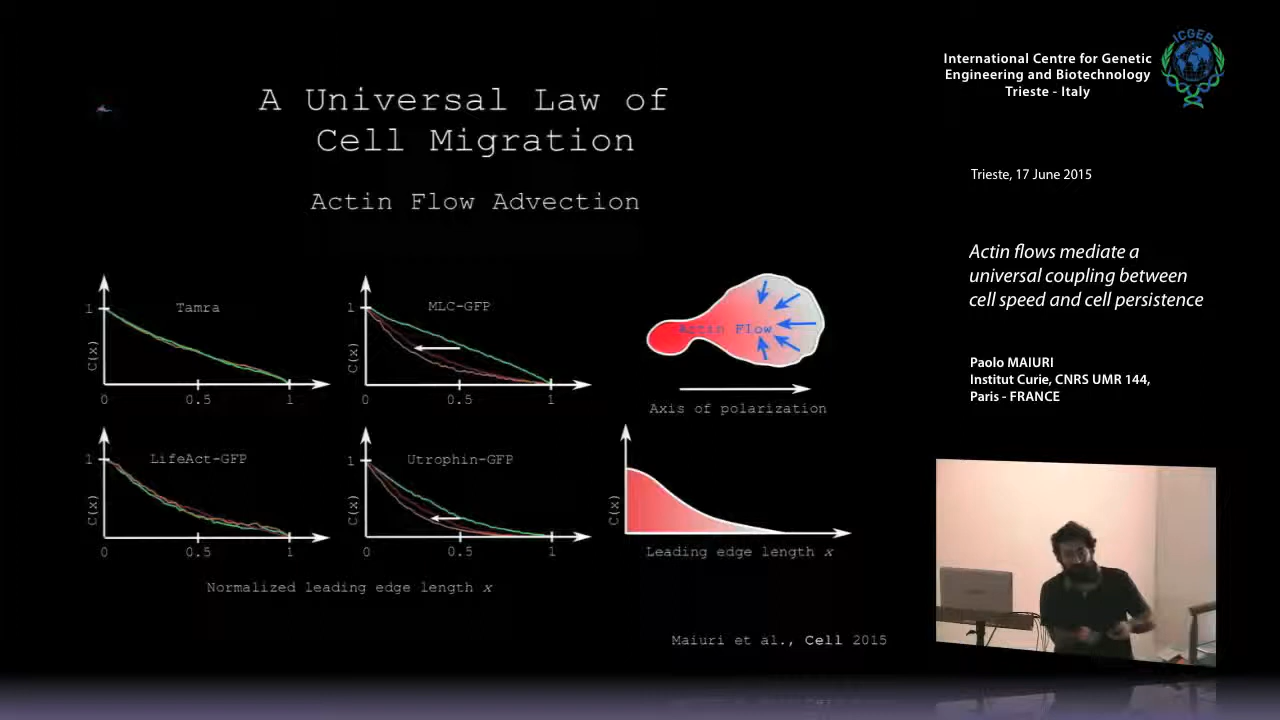 A Universal Law of
Cell Migration
Actin Flow Advection
1
Tamra
C(x)
0
0.5
1
1
MLC-GFP
C(x)
0
0.5
1
Actin Flow
Axis of polarization
1
LifeAct-GFP
C(x)
0
0.5
1
1
Utrophin-GFP
C(x)
0
0.5
1
C(x)
Leading edge length x
Normalized leading edge length x
Maiuri et al., Cell 2015
International Centre for Genetic
Engineering and Biotechnology
Trieste - Italy
ICGEB
Trieste, 17 June 2015
Actin flows mediate a
universal coupling between
cell speed and cell persistence
Paolo MAIURI
Institut Curie, CNRS UMR 144,
Paris - FRANCE